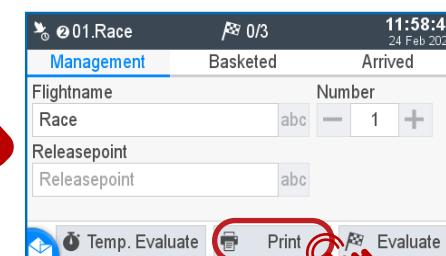 ❷ 01.Race 0/3 11:58:4
24 Feb 202
Management Basketed Arrived
Flightname Number
Race abc 1
Releasepoint
Releasepoint abc
Temp. Evaluate Print Evaluate